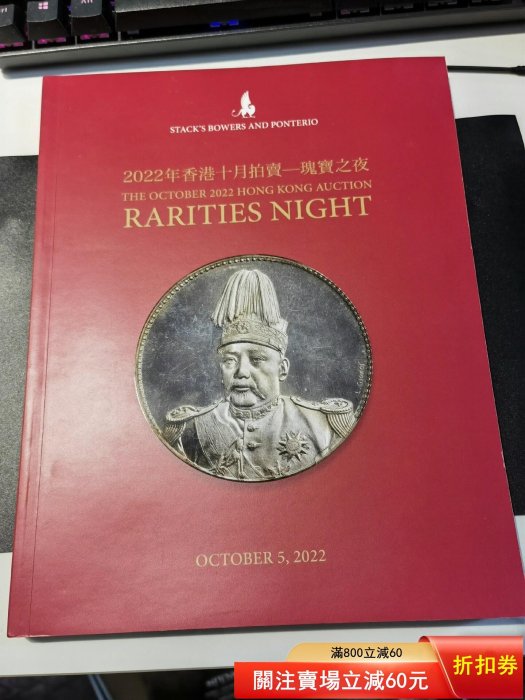 STACK'S BOWERS AND PONTERIO
2022年香港十月拍賣—瑰寶之夜
THE OCTOBER 2022 HONG KONG AUCTION
RARITIES NIGHT
OCTOBER 5, 2022
滿800立減60
關注賣場立減60元
折扣券